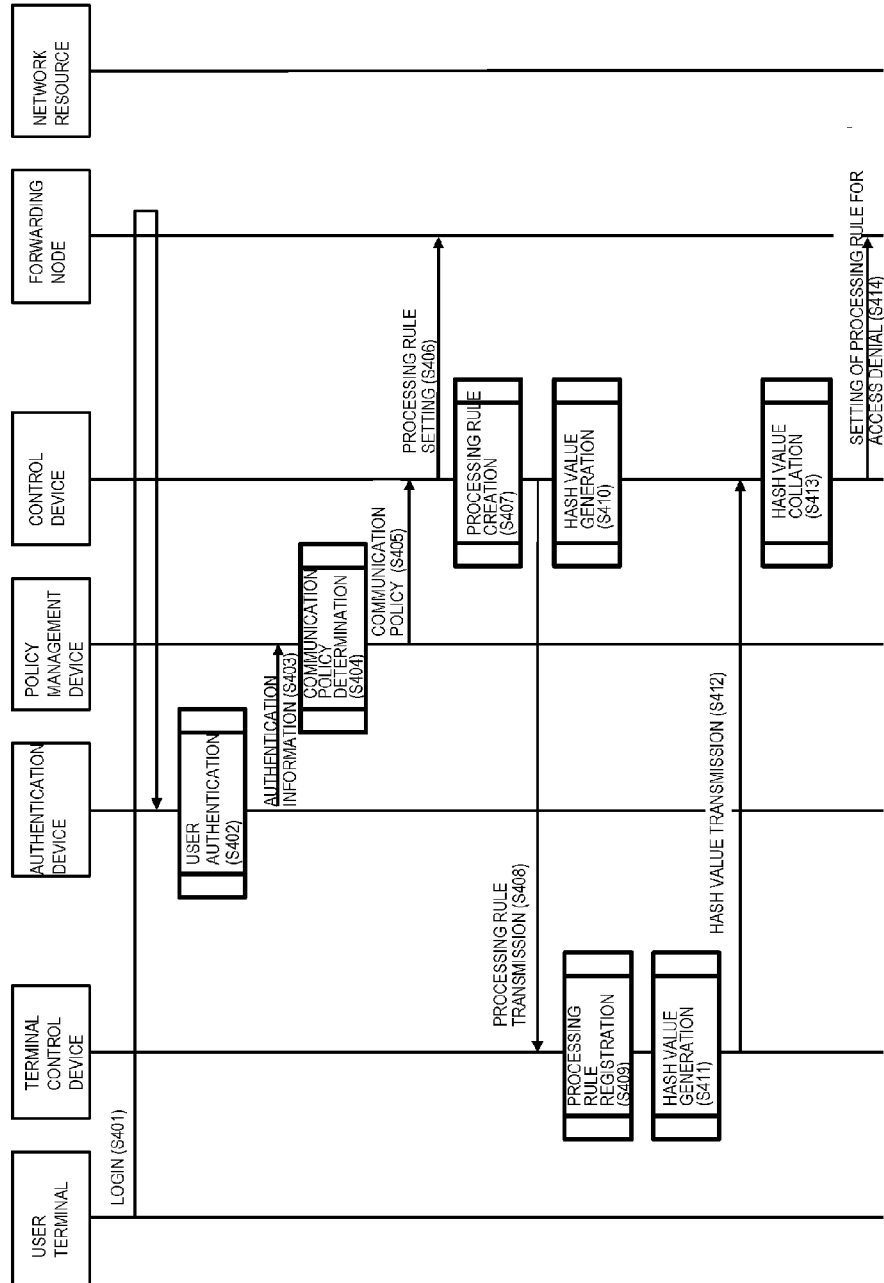 USER
TERMINAL
TERMINAL
CONTROL
DEVICE
AUTHENTICATION
DEVICE
POLICY
MANAGEMENT
DEVICE
CONTROL
DEVICE
FORWARDING
NODE
NETWORK
RESOURCE
LOGIN (S401)
USER
AUTHENTICATION
(S402)
AUTHENTICATION
INFORMATION (S403)
COMMUNICATION
POLICY
DETERMINATION
(S404)
COMMUNICATION
POLICY (S405)
PROCESSING RULE
SETTING (S406)
PROCESSING RULE
CREATION
(S407)
PROCESSING RULE
TRANSMISSION (S408)
PROCESSING
RULE
REGISTRATION
(S409)
HASH VALUE
GENERATION
(S410)
HASH VALUE
GENERATION
(S411)
HASH VALUE TRANSMISSION (S412)
HASH VALUE
COLLATION
(S413)
SETTING OF PROCESSING RULE FOR
ACCESS DENIAL (S414)